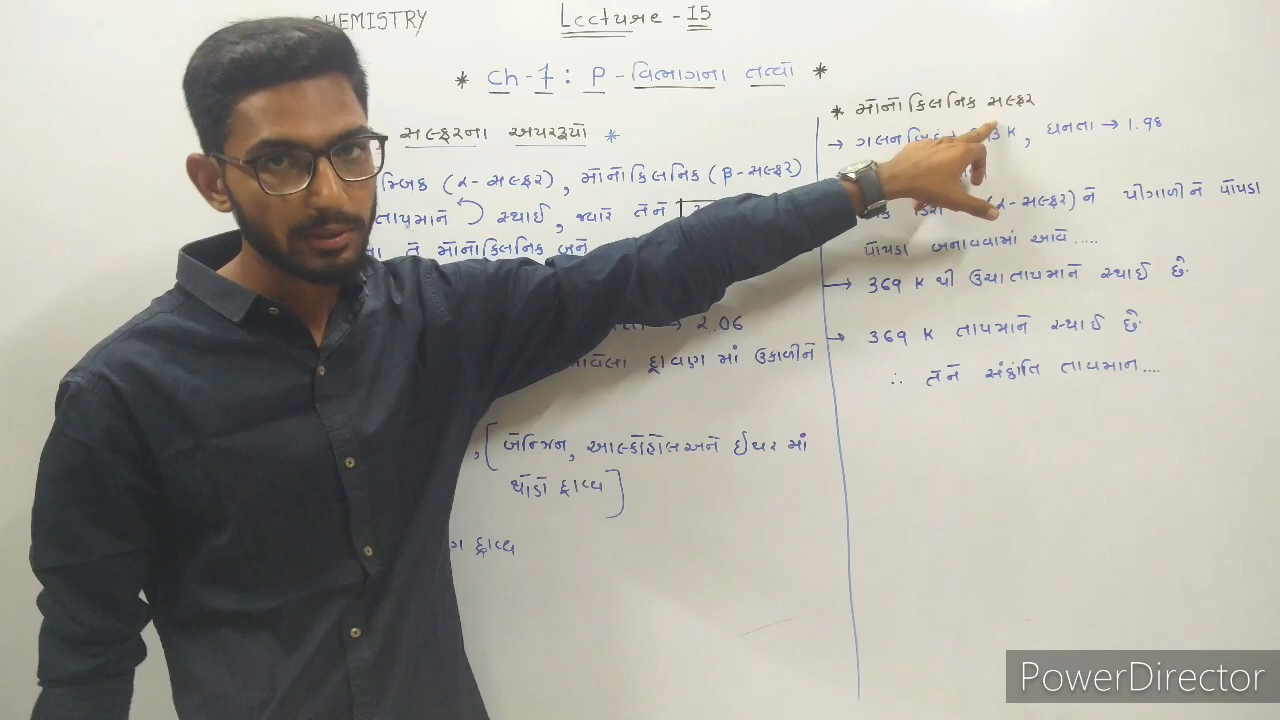 CHEMISTRY
Lecture - 15
* Ch-7 : P - વિભાગના તત્વો *
સલ્ફરના અપરરૂપો *
મ્બિક (α - સલ્ફર), મોનોક્લિનિક (β - સલ્ફર)
તાપમાને સ્થાઈ, જ્યારે તેને
તે મોનોક્લિનિક બને
→ 2.06
દ્રાવણ માં ઉકાળીને
, [બેન્ઝિન, આલ્કોહોલ અને ઈથર માં
થોડો દ્રાવ્ય]
દ્રાવ્ય
* મોનોક્લિનિક સલ્ફર
→ 3 K, ઘનતા → 1.98
(α - સલ્ફર) ને પીગાળીને પોપડા
પોપડા બનાવવામાં આવે .....
→ 369 K થી ઉંચા તાપમાને સ્થાઈ છે.
→ 369 K તાપમાને સ્થાઈ છે.
∴ તેને સંક્રાંતિ તાપમાન ....
PowerDirector